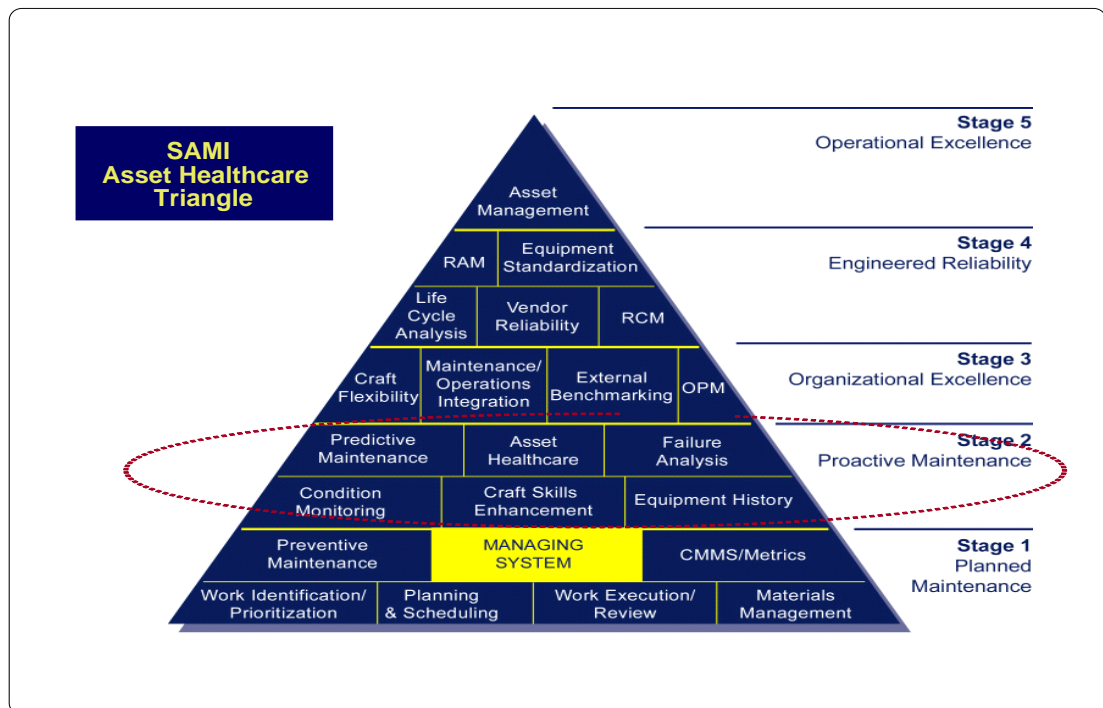 SAMI
Asset Healthcare
Triangle
Stage 5
Operational Excellence
Asset
Management
Stage 4
Engineered Reliability
RAM
Equipment
Standardization
Life
Cycle
Analysis
Vendor
Reliability
RCM
Stage 3
Organizational Excellence
Craft
Flexibility
Maintenance/
Operations
Integration
External
Benchmarking
OPM
Stage 2
Proactive Maintenance
Predictive
Maintenance
Asset
Healthcare
Failure
Analysis
Condition
Monitoring
Craft Skills
Enhancement
Equipment History
Stage 1
Planned
Maintenance
Preventive
Maintenance
MANAGING
SYSTEM
CMMS/Metrics
Work Identification/
Prioritization
Planning
& Scheduling
Work Execution/
Review
Materials
Management